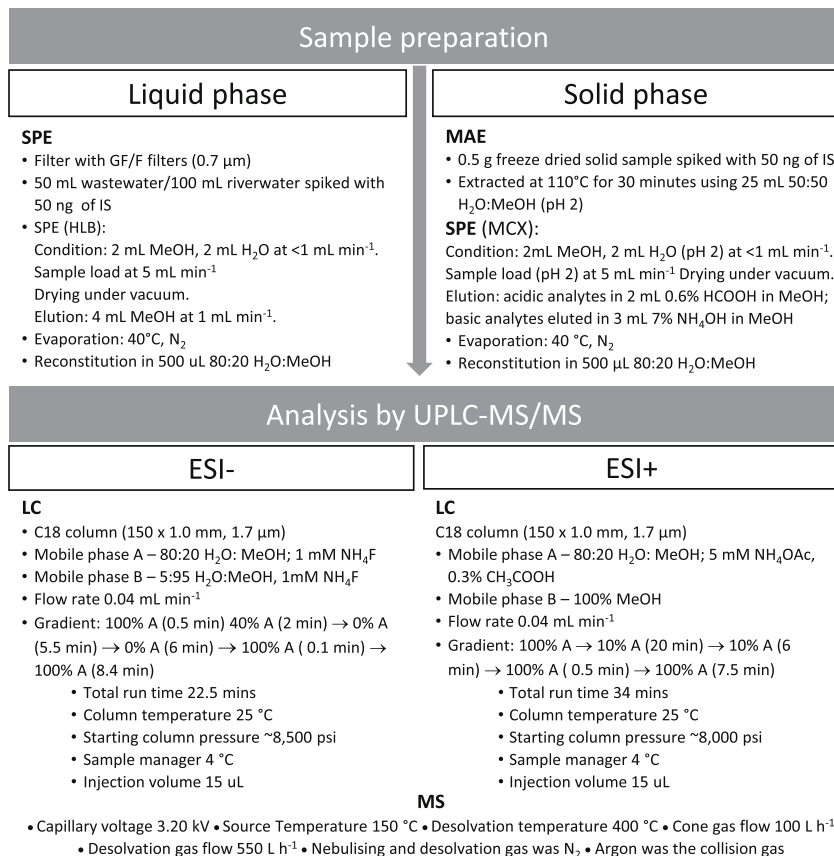 Sample preparation
Liquid phase
SPE
• Filter with GF/F filters (0.7 µm)
• 50 mL wastewater/100 mL riverwater spiked with
50 ng of IS
• SPE (HLB):
Condition: 2 mL MeOH, 2 mL H₂O at <1 mL min⁻¹.
Sample load at 5 mL min⁻¹
Drying under vacuum.
Elution: 4 mL MeOH at 1 mL min⁻¹.
• Evaporation: 40°C, N₂
• Reconstitution in 500 uL 80:20 H₂O:MeOH
Solid phase
MAE
• 0.5 g freeze dried solid sample spiked with 50 ng of IS
• Extracted at 110°C for 30 minutes using 25 mL 50:50
H₂O:MeOH (pH 2)
SPE (MCX):
Condition: 2mL MeOH, 2 mL H₂O (pH 2) at <1 mL min⁻¹.
Sample load (pH 2) at 5 mL min⁻¹ Drying under vacuum.
Elution: acidic analytes in 2 mL 0.6% HCOOH in MeOH;
basic analytes eluted in 3 mL 7% NH₄OH in MeOH
• Evaporation: 40 °C, N₂
• Reconstitution in 500 µL 80:20 H₂O:MeOH
Analysis by UPLC-MS/MS
ESI-
LC
• C18 column (150 x 1.0 mm, 1.7 µm)
• Mobile phase A – 80:20 H₂O: MeOH; 1 mM NH₄F
• Mobile phase B – 5:95 H₂O:MeOH, 1mM NH₄F
• Flow rate 0.04 mL min⁻¹
• Gradient: 100% A (0.5 min) 40% A (2 min) → 0% A
(5.5 min) → 0% A (6 min) → 100% A ( 0.1 min) →
100% A (8.4 min)
• Total run time 22.5 mins
• Column temperature 25 °C
• Starting column pressure ~8,500 psi
• Sample manager 4 °C
• Injection volume 15 uL
ESI+
LC
C18 column (150 x 1.0 mm, 1.7 µm)
• Mobile phase A – 80:20 H₂O: MeOH; 5 mM NH₄OAc,
0.3% CH₃COOH
• Mobile phase B – 100% MeOH
• Flow rate 0.04 mL min⁻¹
• Gradient: 100% A → 10% A (20 min) → 10% A (6
min) → 100% A ( 0.5 min) → 100% A (7.5 min)
• Total run time 34 mins
• Column temperature 25 °C
• Starting column pressure ~8,000 psi
• Sample manager 4 °C
• Injection volume 15 uL
MS
• Capillary voltage 3.20 kV • Source Temperature 150 °C • Desolvation temperature 400 °C • Cone gas flow 100 L h⁻¹
• Desolvation gas flow 550 L h⁻¹ • Nebulising and desolvation gas was N₂ • Argon was the collision gas